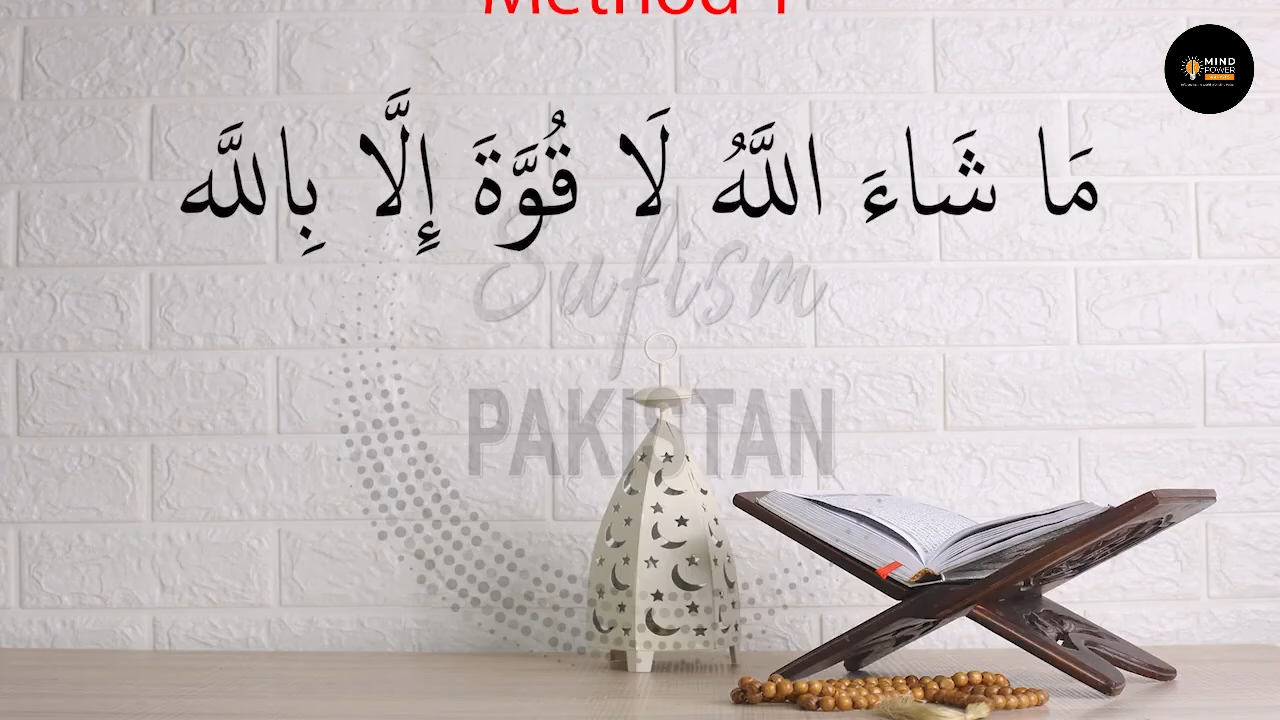 Method 1
MIND
POWER
مَا شَاءَ اللَّهُ لَا قُوَّةَ إِلَّا بِاللَّه
Sufism
PAKISTAN